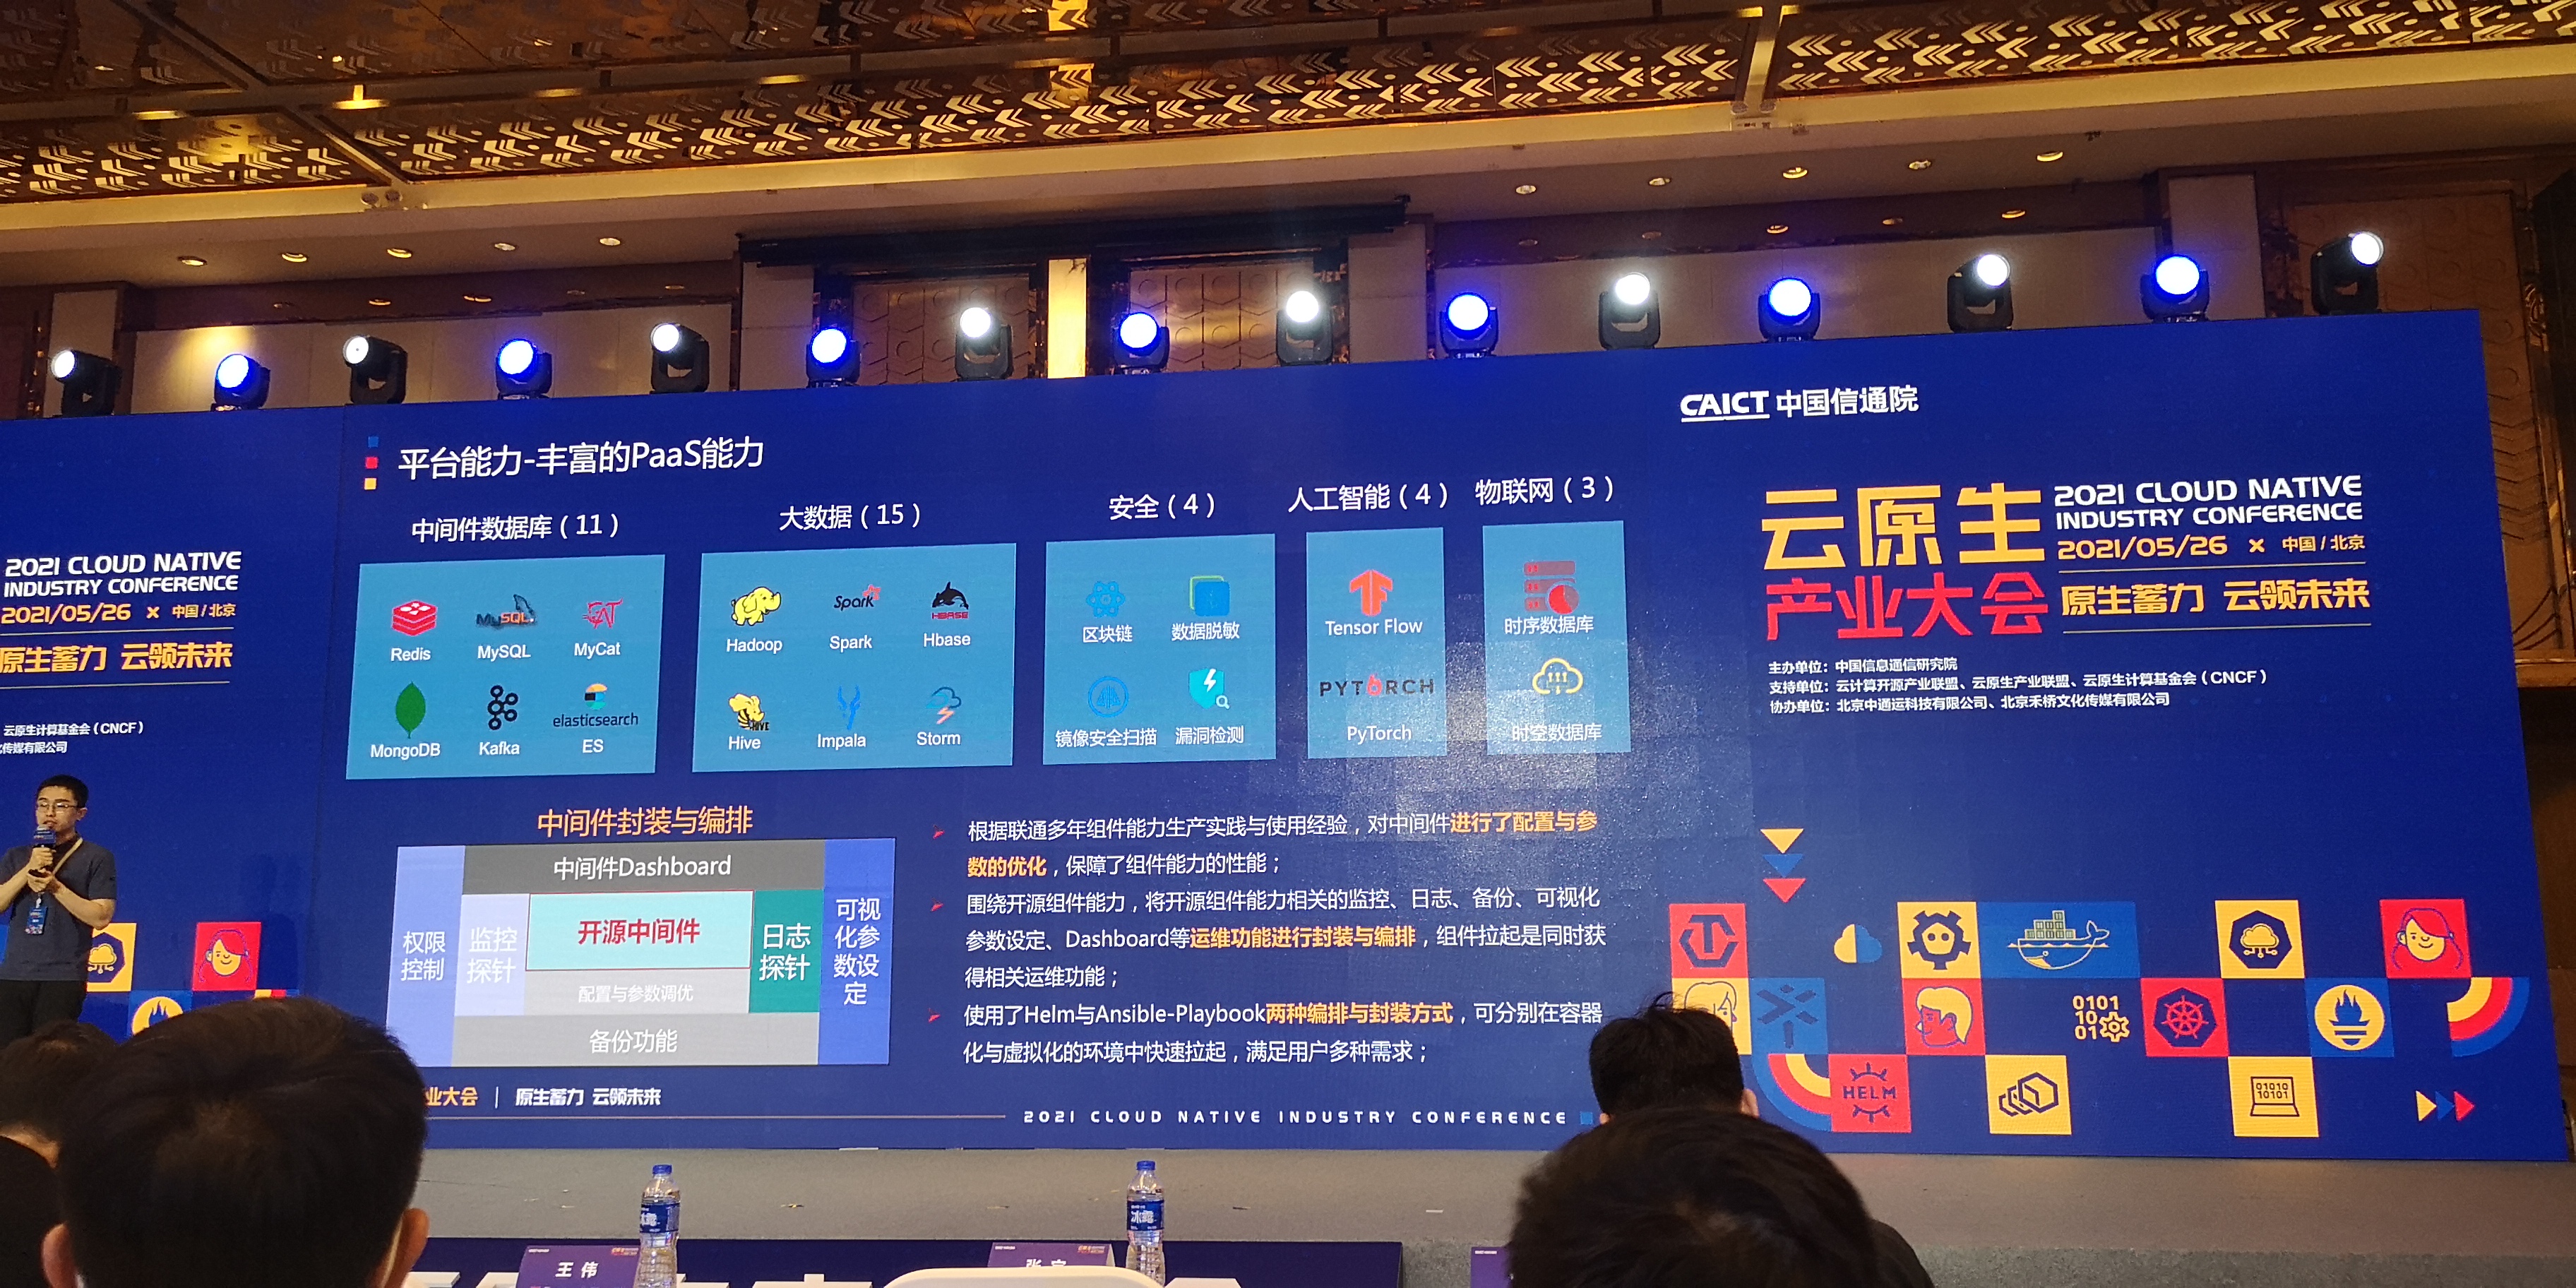 CAICT 中国信通院
平台能力-丰富的PaaS能力
中间件数据库（11）
大数据（15）
安全（4）
人工智能（4）
物联网（3）
Redis
MySQL
MySQL
CAT
MyCat
MongoDB
Kafka
elasticsearch
ES
Hadoop
Spark
Spark
HBASE
Hbase
HIVE
Hive
Impala
Storm
区块链
数据脱敏
镜像安全扫描
漏洞检测
Tensor Flow
PYTORCH
PyTorch
时序数据库
时空数据库
中间件封装与编排
中间件Dashboard
权限控制
监控探针
开源中间件
日志探针
可视化参数设定
配置与参数调优
备份功能
根据联通多年组件能力生产实践与使用经验，对中间件进行了配置与参
数的优化，保障了组件能力的性能；
围绕开源组件能力，将开源组件能力相关的监控、日志、备份、可视化
参数设定、Dashboard等运维功能进行封装与编排，组件拉起是同时获
得相关运维功能；
使用了Helm与Ansible-Playbook两种编排与封装方式，可分别在容器
化与虚拟化的环境中快速拉起，满足用户多种需求；
业大会 | 原生蓄力 云领未来
2021 CLOUD NATIVE INDUSTRY CONFERENCE
云原生
产业大会
2021 CLOUD NATIVE
INDUSTRY CONFERENCE
2021/05/26 × 中国/北京
原生蓄力 云领未来
主办单位：中国信息通信研究院
支持单位：云计算开源产业联盟、云原生产业联盟、云原生计算基金会（CNCF）
协办单位：北京中通运科技有限公司、北京禾桥文化传媒有限公司
0101
10
01
HELM
01010
10101
2021 CLOUD NATIVE
INDUSTRY CONFERENCE
2021/05/26 × 中国/北京
原生蓄力 云领未来
云原生计算基金会（CNCF）
传媒有限公司
王 伟